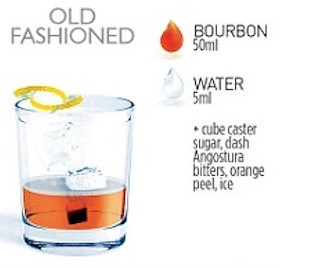 OLD
FASHIONED
BOURBON
50ml
WATER
5ml
+ cube caster
sugar, dash
Angostura
bitters, orange
peel, ice